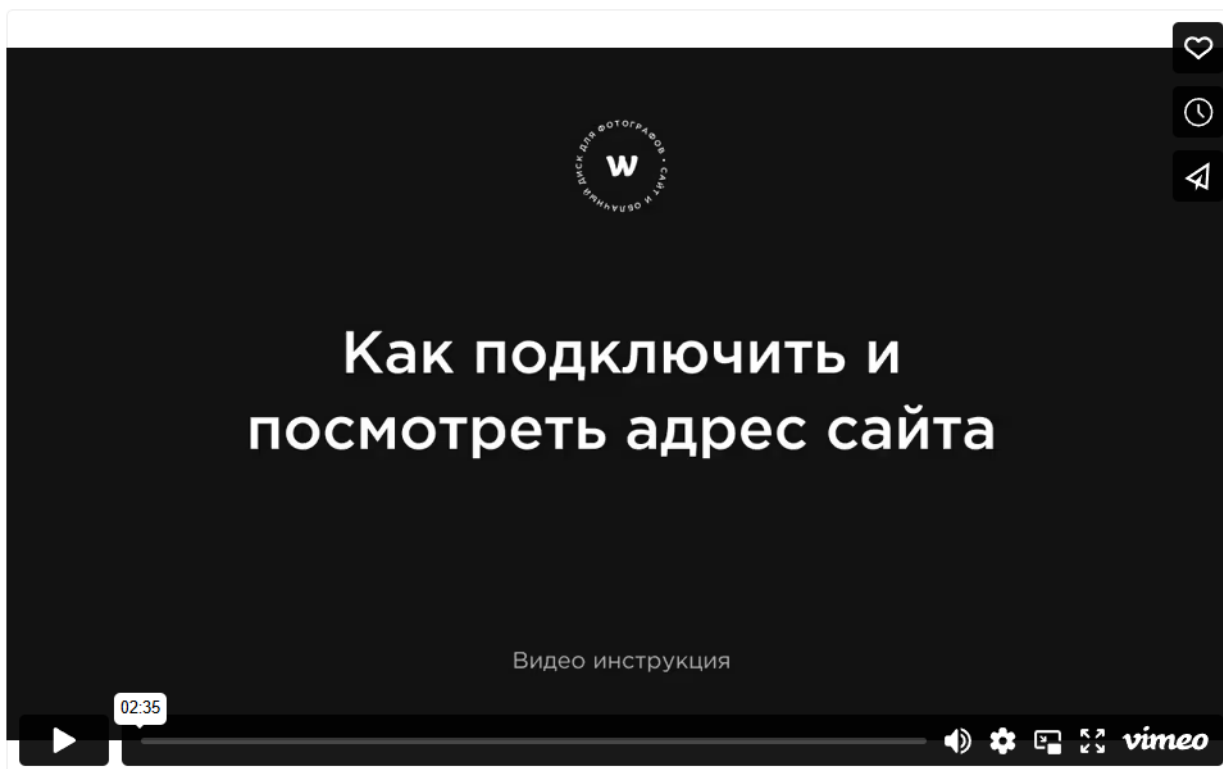 ДИСК ДЛЯ ФОТОГРАФОВ • САЙТ И ОБЛАЧНЫЙ
w
Как подключить и
посмотреть адрес сайта
Видео инструкция
02:35
vimeo